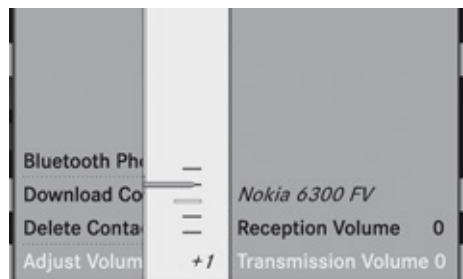 Bluetooth Ph
Download Co
Delete Conta
Adjust Volum
+1
Nokia 6300 FV
Reception Volume 0
Transmission Volume 0